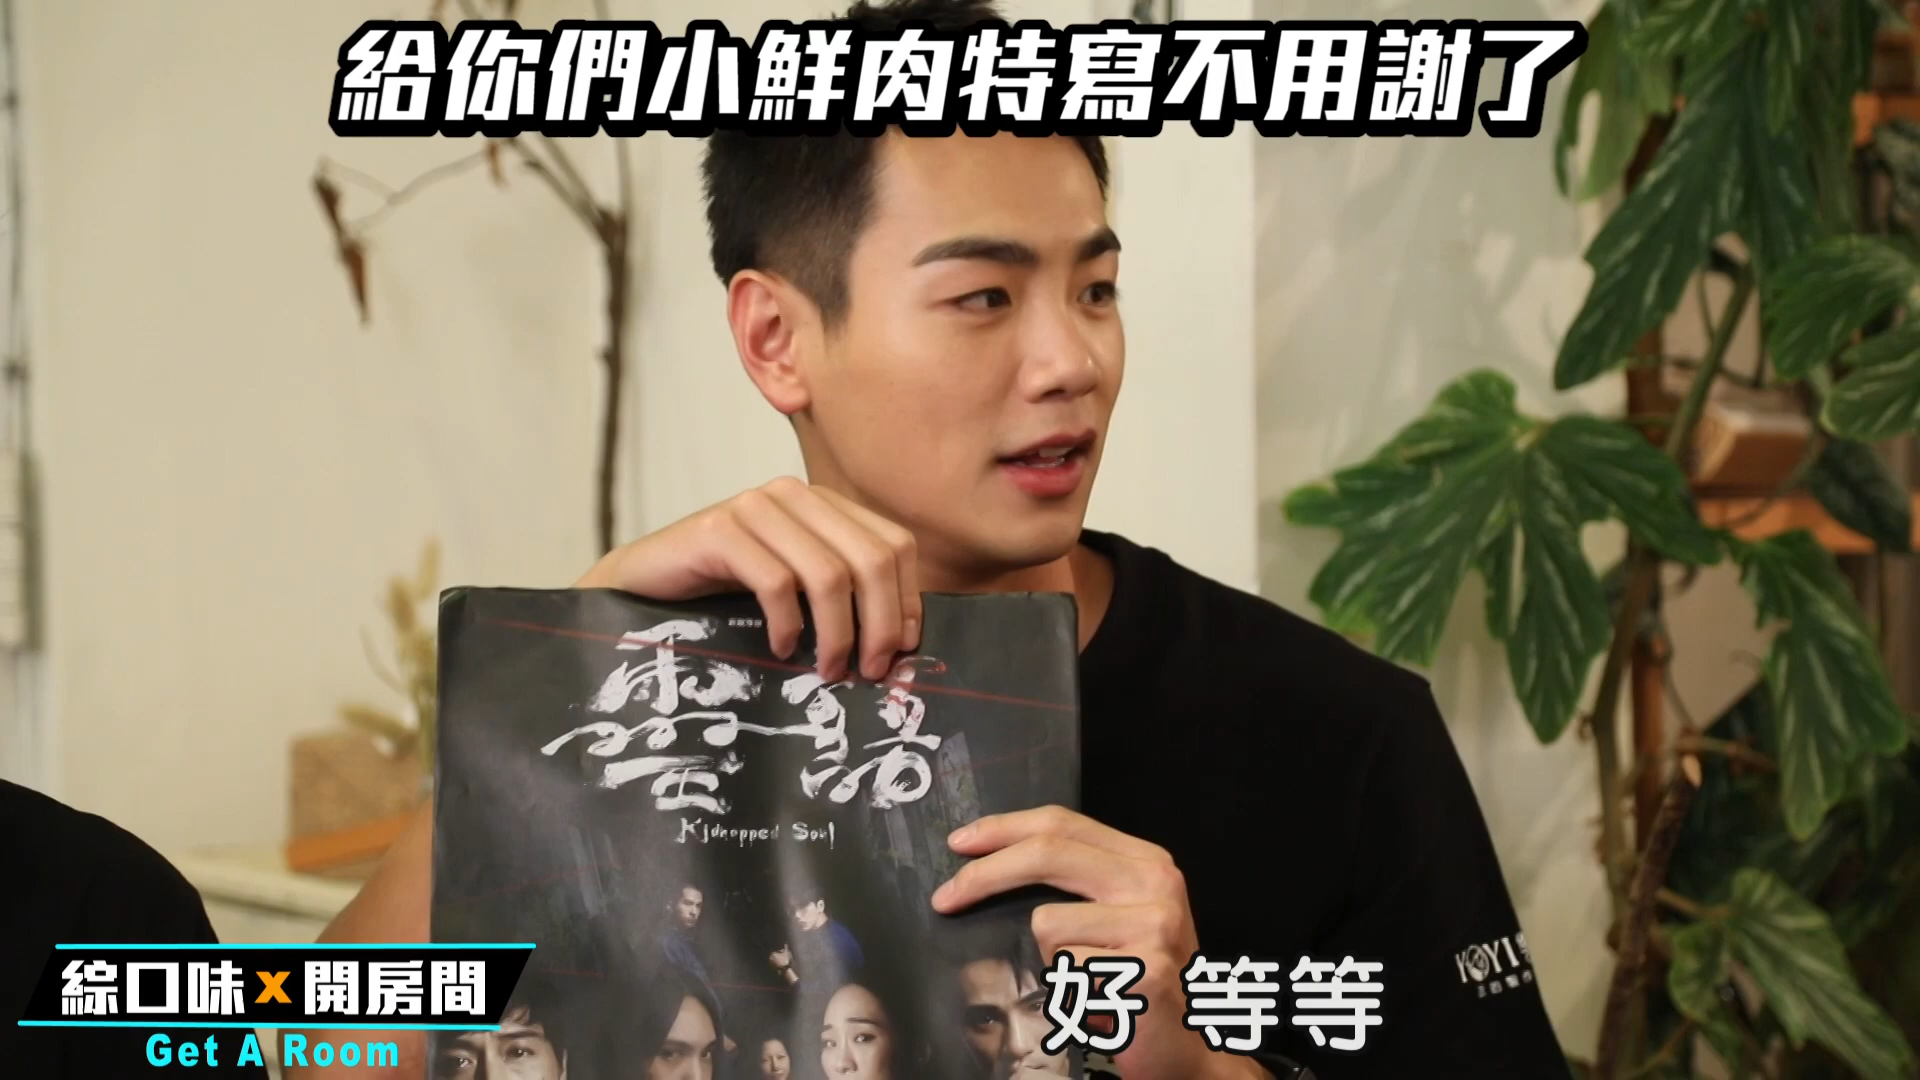 給你們小鮮肉特寫不用謝了
靈語
Kidnapped Soul
YOYI
好 等等
綜口味x開房間
Get A Room